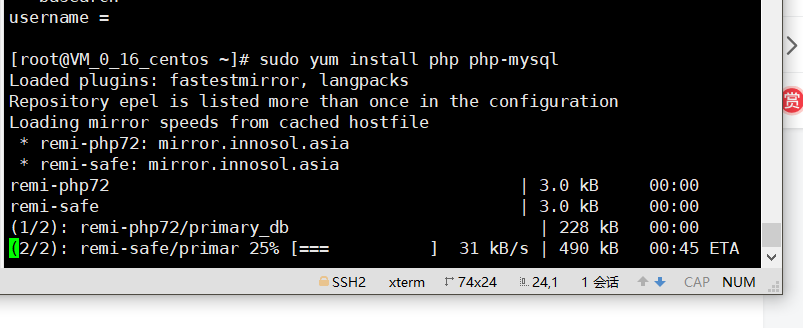 username =
[root@VM_0_16_centos ~]# sudo yum install php php-mysql
Loaded plugins: fastestmirror, langpacks
Repository epel is listed more than once in the configuration
Loading mirror speeds from cached hostfile
 * remi-php72: mirror.innosol.asia
 * remi-safe: mirror.innosol.asia
remi-php72 | 3.0 kB 00:00
remi-safe | 3.0 kB 00:00
(1/2): remi-php72/primary_db | 228 kB 00:00
(2/2): remi-safe/primar 25% [=== ] 31 kB/s | 490 kB 00:45 ETA
SSH2 xterm 74x24 24,1 1 会话 CAP NUM
赏